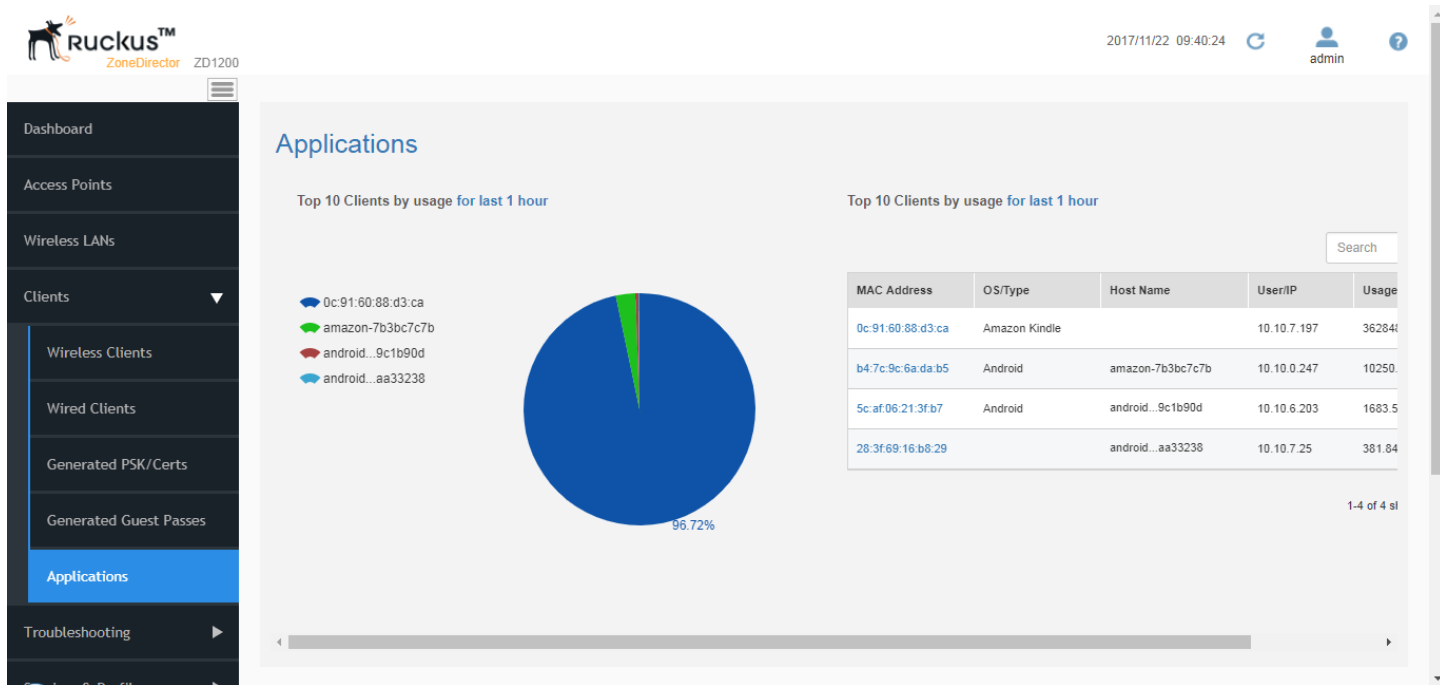 RUCKUS™
ZoneDirector ZD1200
2017/11/22 09:40:24
admin
?
Dashboard
Access Points
Wireless LANs
Clients
Wireless Clients
Wired Clients
Generated PSK/Certs
Generated Guest Passes
Applications
Troubleshooting
Applications
Top 10 Clients by usage for last 1 hour
0c:91:60:88:d3:ca
amazon-7b3bc7c7b
android...9c1b90d
android...aa33238
96.72%
Top 10 Clients by usage for last 1 hour
Search
MAC Address OS/Type Host Name User/IP Usage
0c:91:60:88:d3:ca Amazon Kindle 10.10.7.197 362848
b4:7c:9c:6a:da:b5 Android amazon-7b3bc7c7b 10.10.0.247 10250.
5c:af:06:21:3f:b7 Android android...9c1b90d 10.10.6.203 1683.5
28:3f:69:16:b8:29 android...aa33238 10.10.7.25 381.84
1-4 of 4